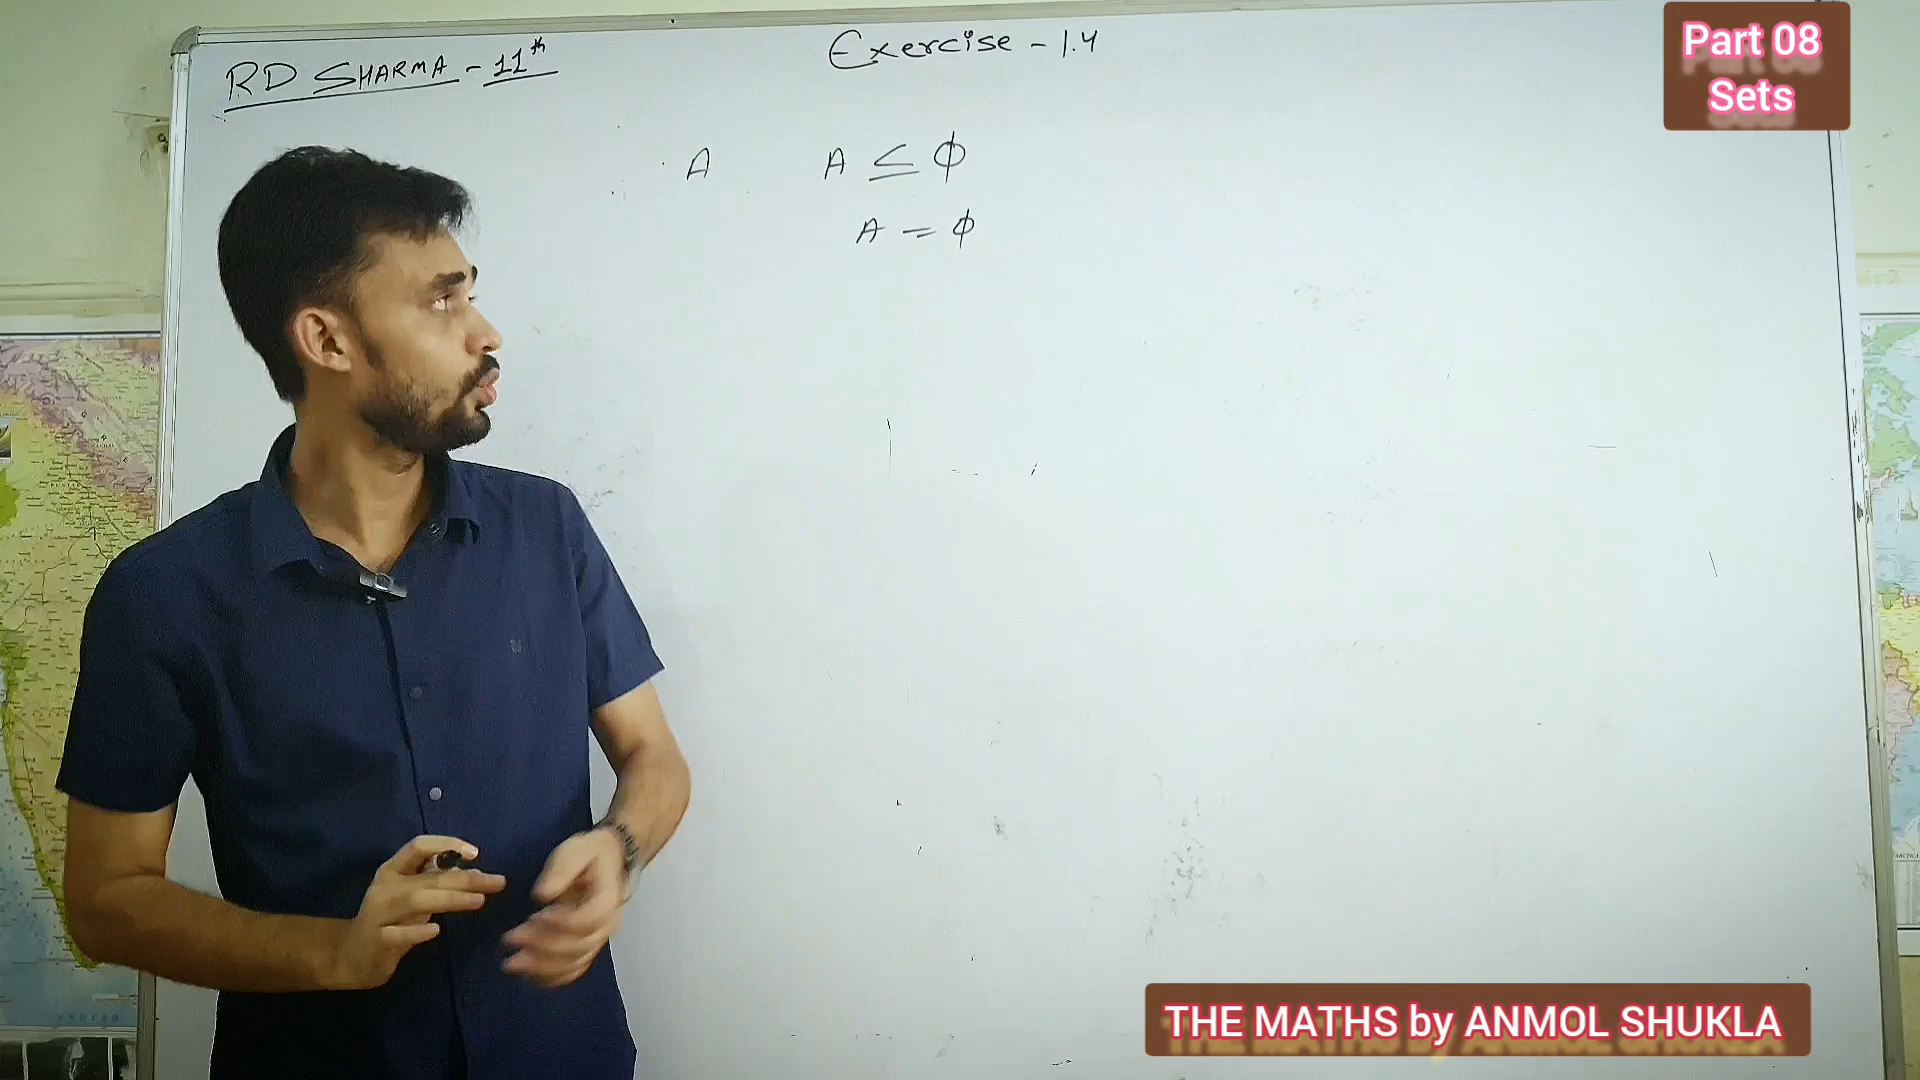 RD SHARMA - 11th
Exercise - 1.4
Part 08
Sets
A A ⊆ ϕ
A = ϕ
THE MATHS by ANMOL SHUKLA